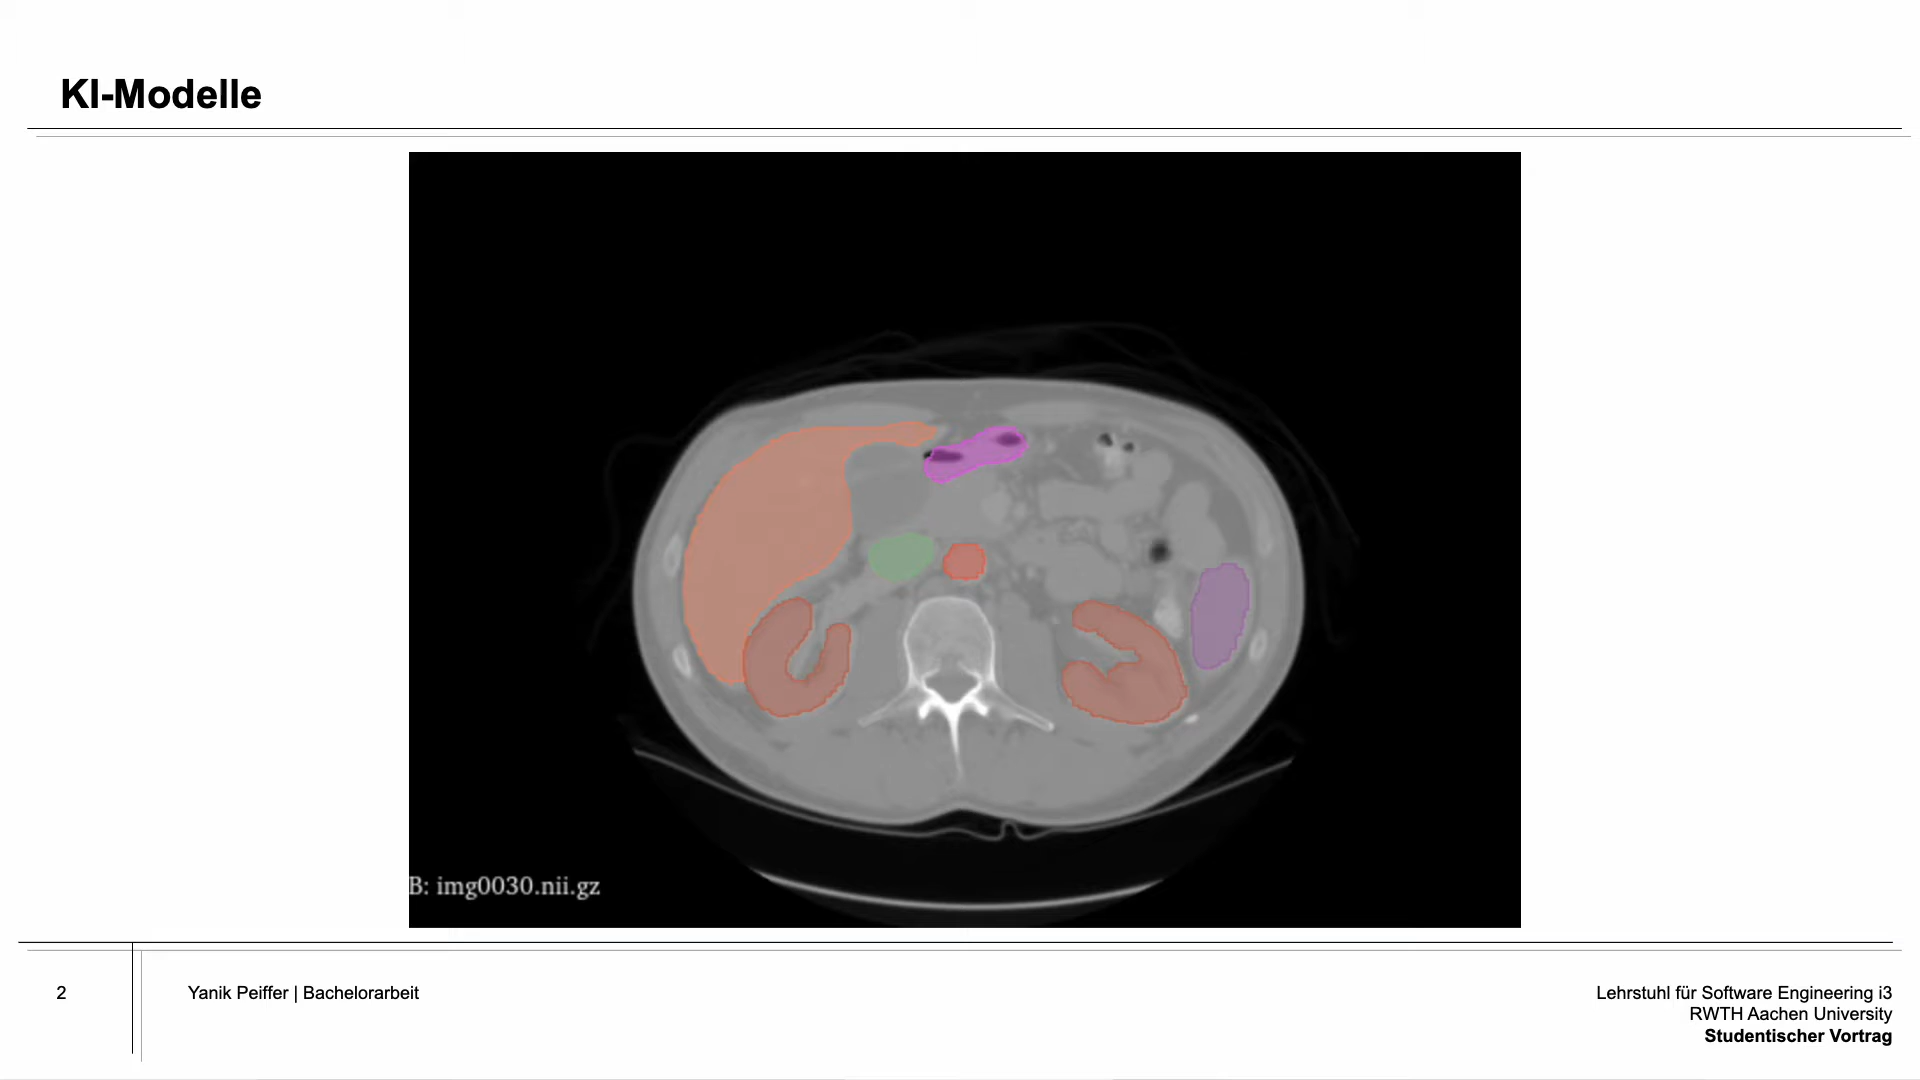 KI-Modelle
B: img0030.nii.gz
2
Yanik Peiffer | Bachelorarbeit
Lehrstuhl für Software Engineering i3
RWTH Aachen University
Studentischer Vortrag